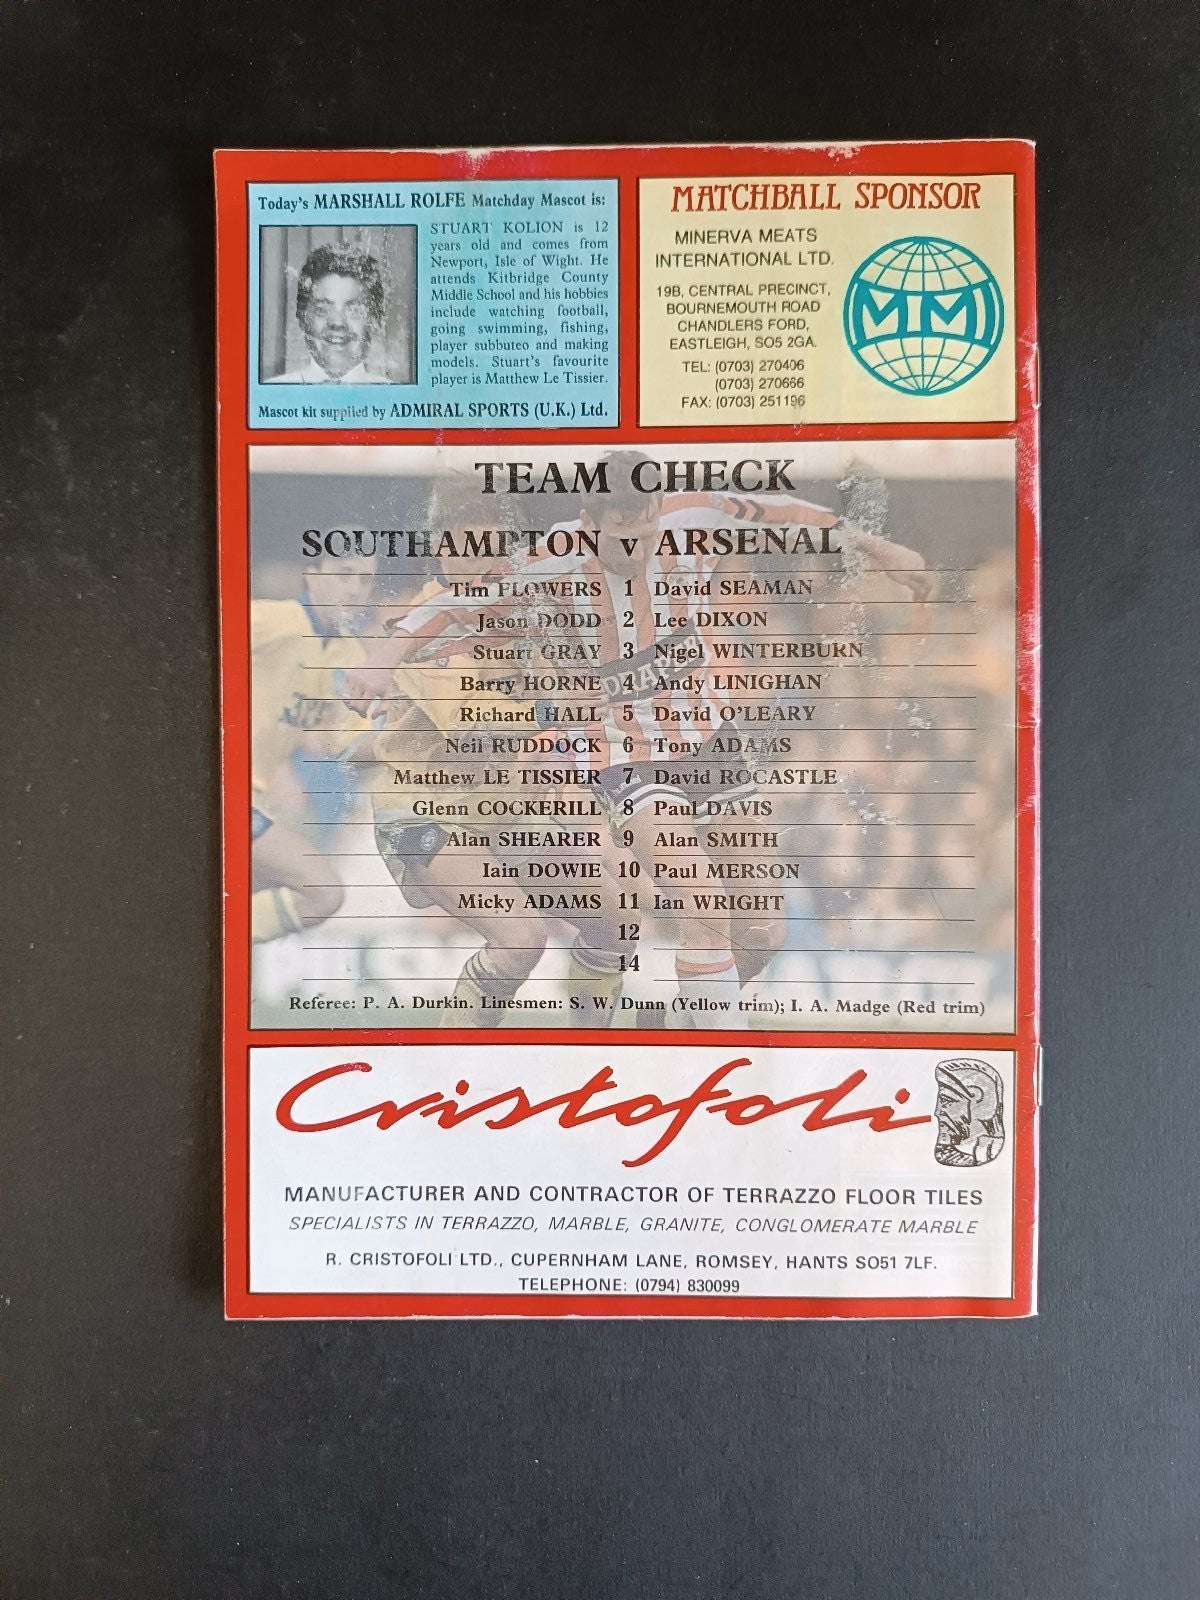 Today's MARSHALL ROLFE Matchday Mascot is:
STUART KOLION is 12
years old and comes from
Newport, Isle of Wight. He
attends Kitbridge County
Middle School and his hobbies
include watching football,
going swimming, fishing,
player subbuteo and making
models. Stuart's favourite
player is Matthew Le Tissier.
Mascot kit supplied by ADMIRAL SPORTS (U.K.) Ltd.
MATCHBALL SPONSOR
MINERVA MEATS
INTERNATIONAL LTD.
19B, CENTRAL PRECINCT,
BOURNEMOUTH ROAD
CHANDLERS FORD,
EASTLEIGH, SO5 2GA.
TEL: (0703) 270406
(0703) 270666
FAX: (0703) 251196
MMI
TEAM CHECK
SOUTHAMPTON v ARSENAL
Tim FLOWERS 1 David SEAMAN
Jason DODD 2 Lee DIXON
Stuart GRAY 3 Nigel WINTERBURN
Barry HORNE 4 Andy LINIGHAN
Richard HALL 5 David O'LEARY
Neil RUDDOCK 6 Tony ADAMS
Matthew LE TISSIER 7 David ROCASTLE
Glenn COCKERILL 8 Paul DAVIS
Alan SHEARER 9 Alan SMITH
Iain DOWIE 10 Paul MERSON
Micky ADAMS 11 Ian WRIGHT
12
14
DRAPER
Referee: P. A. Durkin. Linesmen: S. W. Dunn (Yellow trim); I. A. Madge (Red trim)
Cristofoli
MANUFACTURER AND CONTRACTOR OF TERRAZZO FLOOR TILES
SPECIALISTS IN TERRAZZO, MARBLE, GRANITE, CONGLOMERATE MARBLE
R. CRISTOFOLI LTD., CUPERNHAM LANE, ROMSEY, HANTS SO51 7LF.
TELEPHONE: (0794) 830099